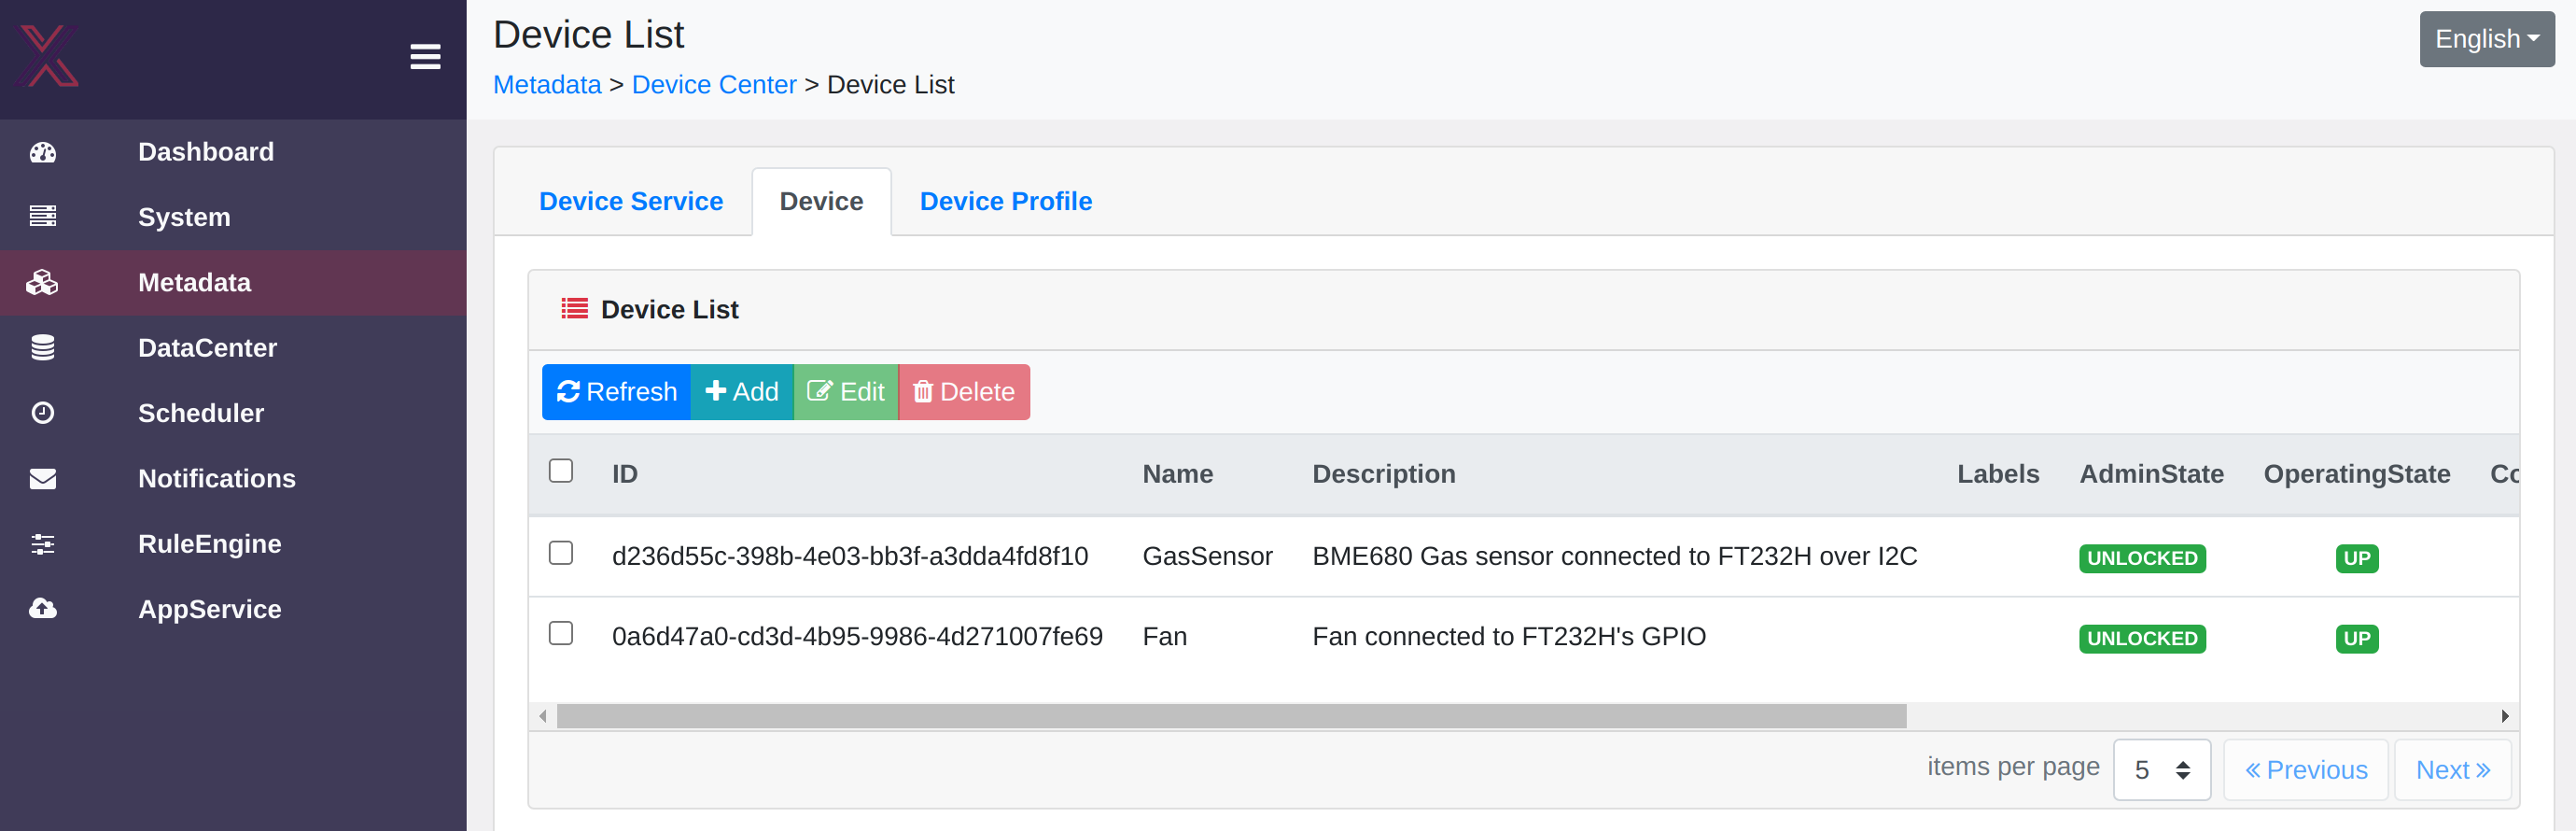 Device List
English
Metadata > Device Center > Device List
Dashboard
System
Metadata
DataCenter
Scheduler
Notifications
RuleEngine
AppService
Device Service Device Device Profile
Device List
Refresh Add Edit Delete
ID Name Description Labels AdminState OperatingState
d236d55c-398b-4e03-bb3f-a3dda4fd8f10 GasSensor BME680 Gas sensor connected to FT232H over I2C UNLOCKED UP
0a6d47a0-cd3d-4b95-9986-4d271007fe69 Fan Fan connected to FT232H's GPIO UNLOCKED UP
items per page 5 « Previous Next »